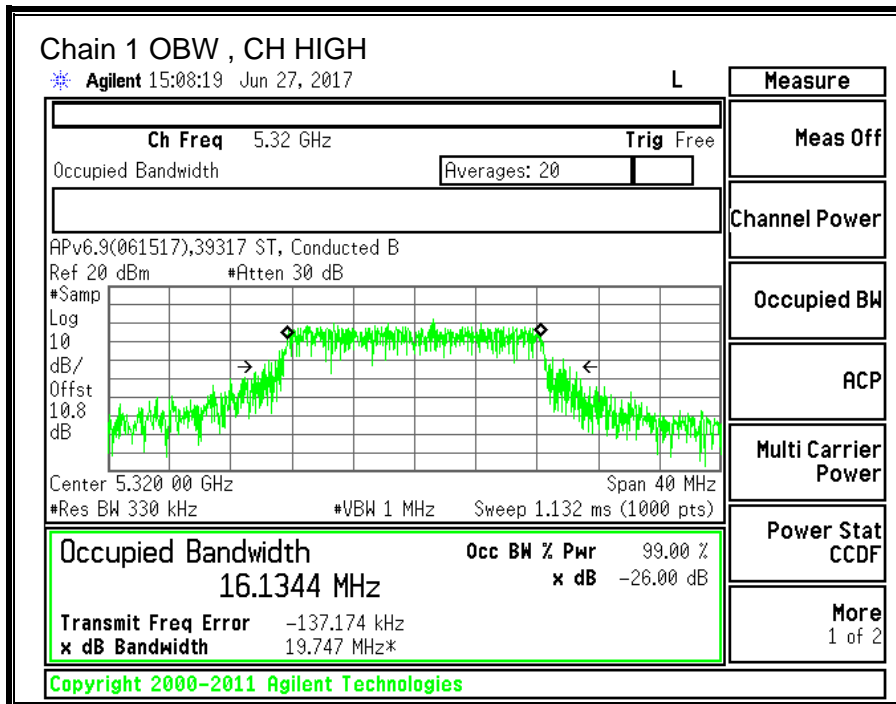 Chain 1 OBW , CH HIGH
Agilent 15:08:19 Jun 27, 2017 L
Measure
Ch Freq 5.32 GHz Trig Free
Meas Off
Occupied Bandwidth Averages: 20
Channel Power
APv6.9(061517),39317 ST, Conducted B
Ref 20 dBm #Atten 30 dB
#Samp
Log
10
dB/
Offst
10.8
dB
Occupied BW
ACP
Center 5.320 00 GHz Span 40 MHz
#Res BW 330 kHz #VBW 1 MHz Sweep 1.132 ms (1000 pts)
Multi Carrier
Power
Occupied Bandwidth Occ BW % Pwr 99.00 %
16.1344 MHz x dB -26.00 dB
Transmit Freq Error -137.174 kHz
x dB Bandwidth 19.747 MHz*
Power Stat
CCDF
More
1 of 2
Copyright 2000-2011 Agilent Technologies